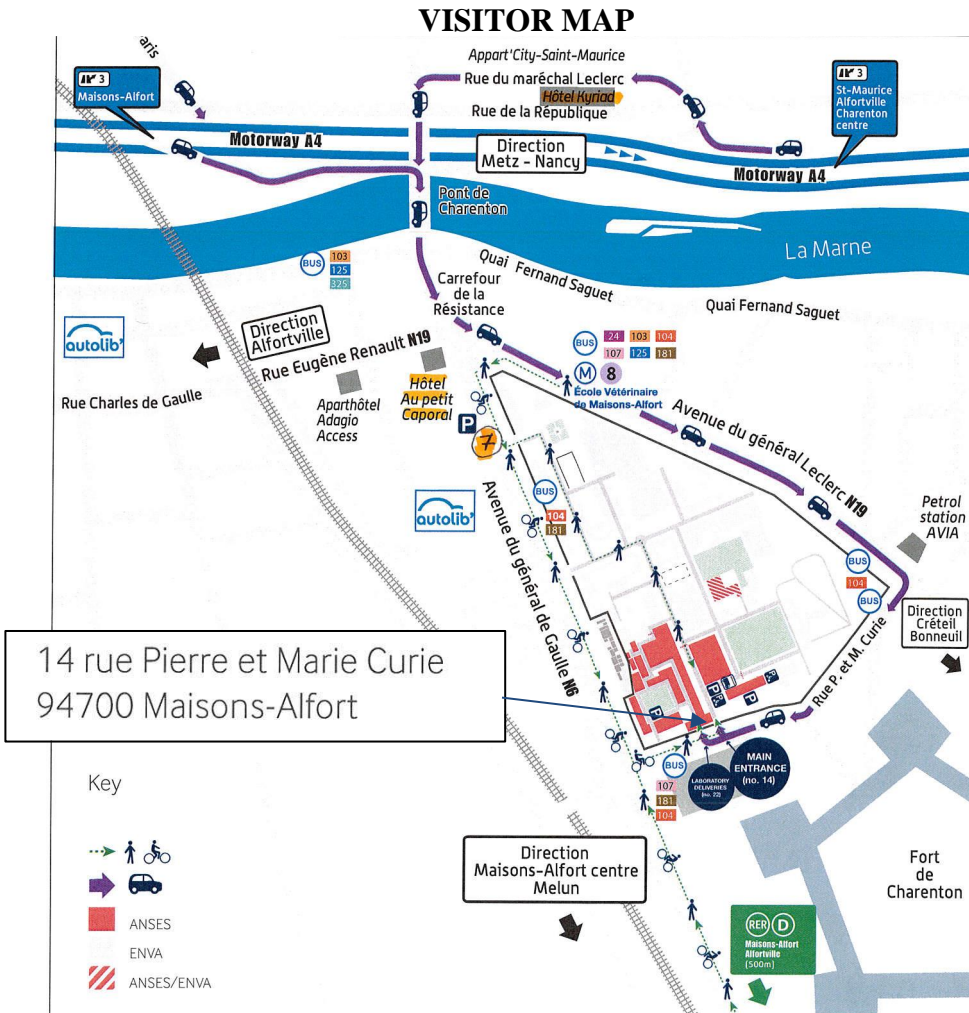 VISITOR MAP
aris
3
Maisons-Alfort
Appart'City-Saint-Maurice
Rue du maréchal Leclerc
Hôtel Kyriad
Rue de la République
3
St-Maurice
Alfortville
Charenton
centre
Motorway A4
Direction
Metz - Nancy
Motorway A4
Pont de
Charenton
La Marne
BUS
103
125
325
Quai Fernand Saguet
Quai Fernand Saguet
Carrefour
de la
Résistance
autolib'
Direction
Alfortville
Rue Eugène Renault N19
Rue Charles de Gaulle
Aparthôtel
Adagio
Access
Hôtel
Au petit
Caporal
P
7
BUS
24 103 104
107 125 181
M 8
École Vétérinaire
de Maisons-Alfort
Avenue du général Leclerc N19
Petrol
station
AVIA
autolib'
BUS
104
181
Avenue du général de Gaulle N6
BUS
104
BUS
Direction
Créteil
Bonneuil
Rue P. et M. Curie
14 rue Pierre et Marie Curie
94700 Maisons-Alfort
P
P
P
MAIN
ENTRANCE
(no. 14)
LABORATORY
DELIVERIES
(no. 22)
BUS
107
181
104
Key
ANSES
ENVA
ANSES/ENVA
Direction
Maisons-Alfort centre
Melun
Fort
de
Charenton
RER D
Maisons-Alfort
Alfortville
(500m)